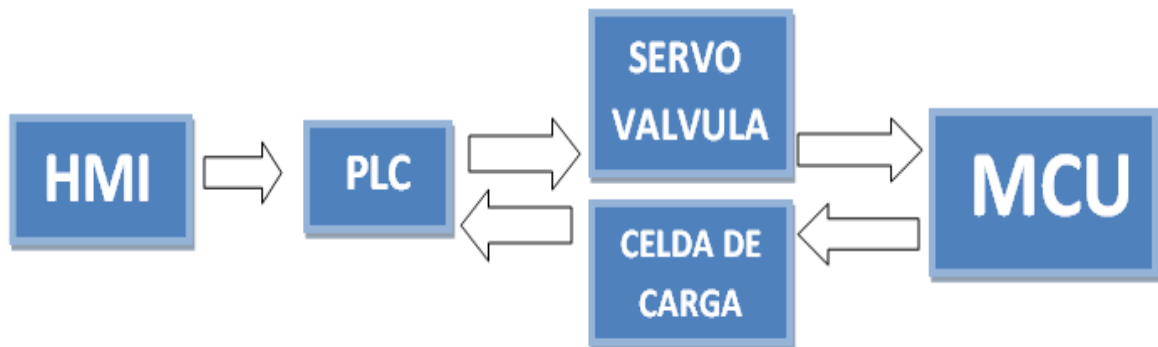 HMI
PLC
SERVO
VALVULA
CELDA DE
CARGA
MCU